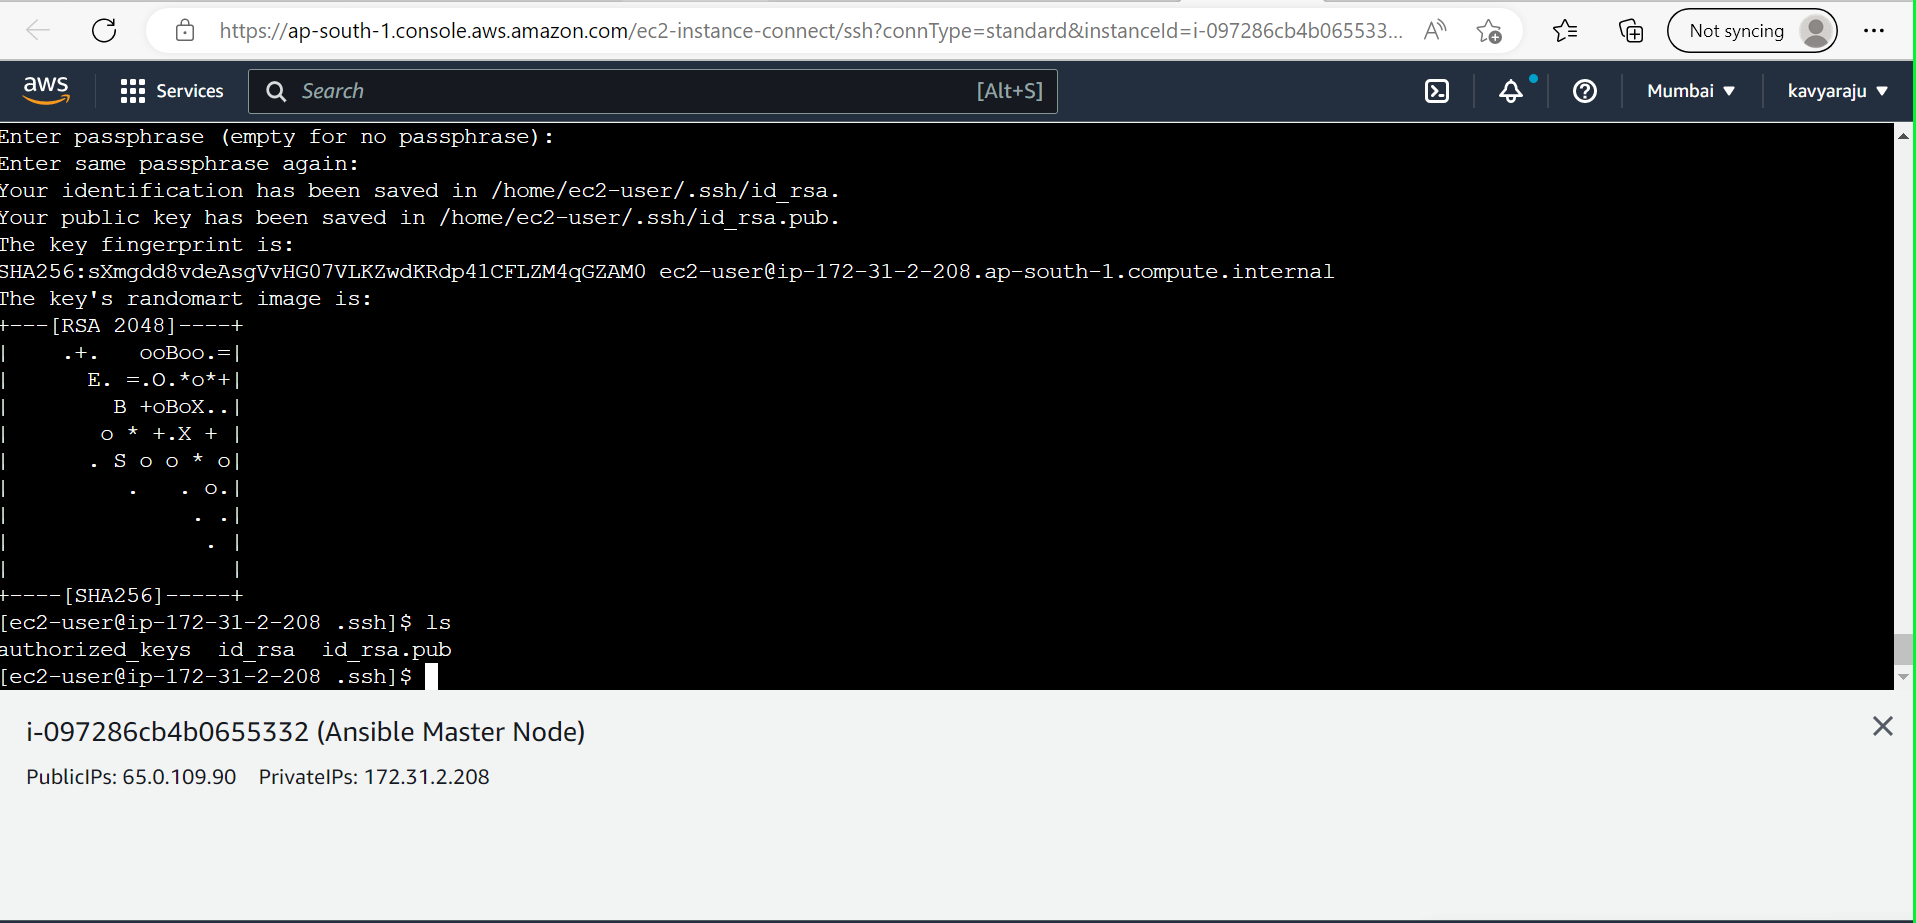 https://ap-south-1.console.aws.amazon.com/ec2-instance-connect/ssh?connType=standard&instanceId=i-097286cb4b065533...
Not syncing
aws
Services
Search
[Alt+S]
Mumbai
kavyaraju
Enter passphrase (empty for no passphrase):
Enter same passphrase again:
Your identification has been saved in /home/ec2-user/.ssh/id_rsa.
Your public key has been saved in /home/ec2-user/.ssh/id_rsa.pub.
The key fingerprint is:
SHA256:sXmgdd8vdeAsgVvHG07VLKZwdKRdp41CFLZM4qGZAM0 ec2-user@ip-172-31-2-208.ap-south-1.compute.internal
The key's randomart image is:
+---[RSA 2048]----+
|    .+.   ooBoo.=|
|      E. =.O.*o*+|
|        B +oBoX..|
|       o * +.X + |
|      . S o o * o|
|         .   . o.|
|              . .|
|               . |
|                 |
+----[SHA256]-----+
[ec2-user@ip-172-31-2-208 .ssh]$ ls
authorized_keys  id_rsa  id_rsa.pub
[ec2-user@ip-172-31-2-208 .ssh]$
i-097286cb4b0655332 (Ansible Master Node)
PublicIPs: 65.0.109.90 PrivateIPs: 172.31.2.208